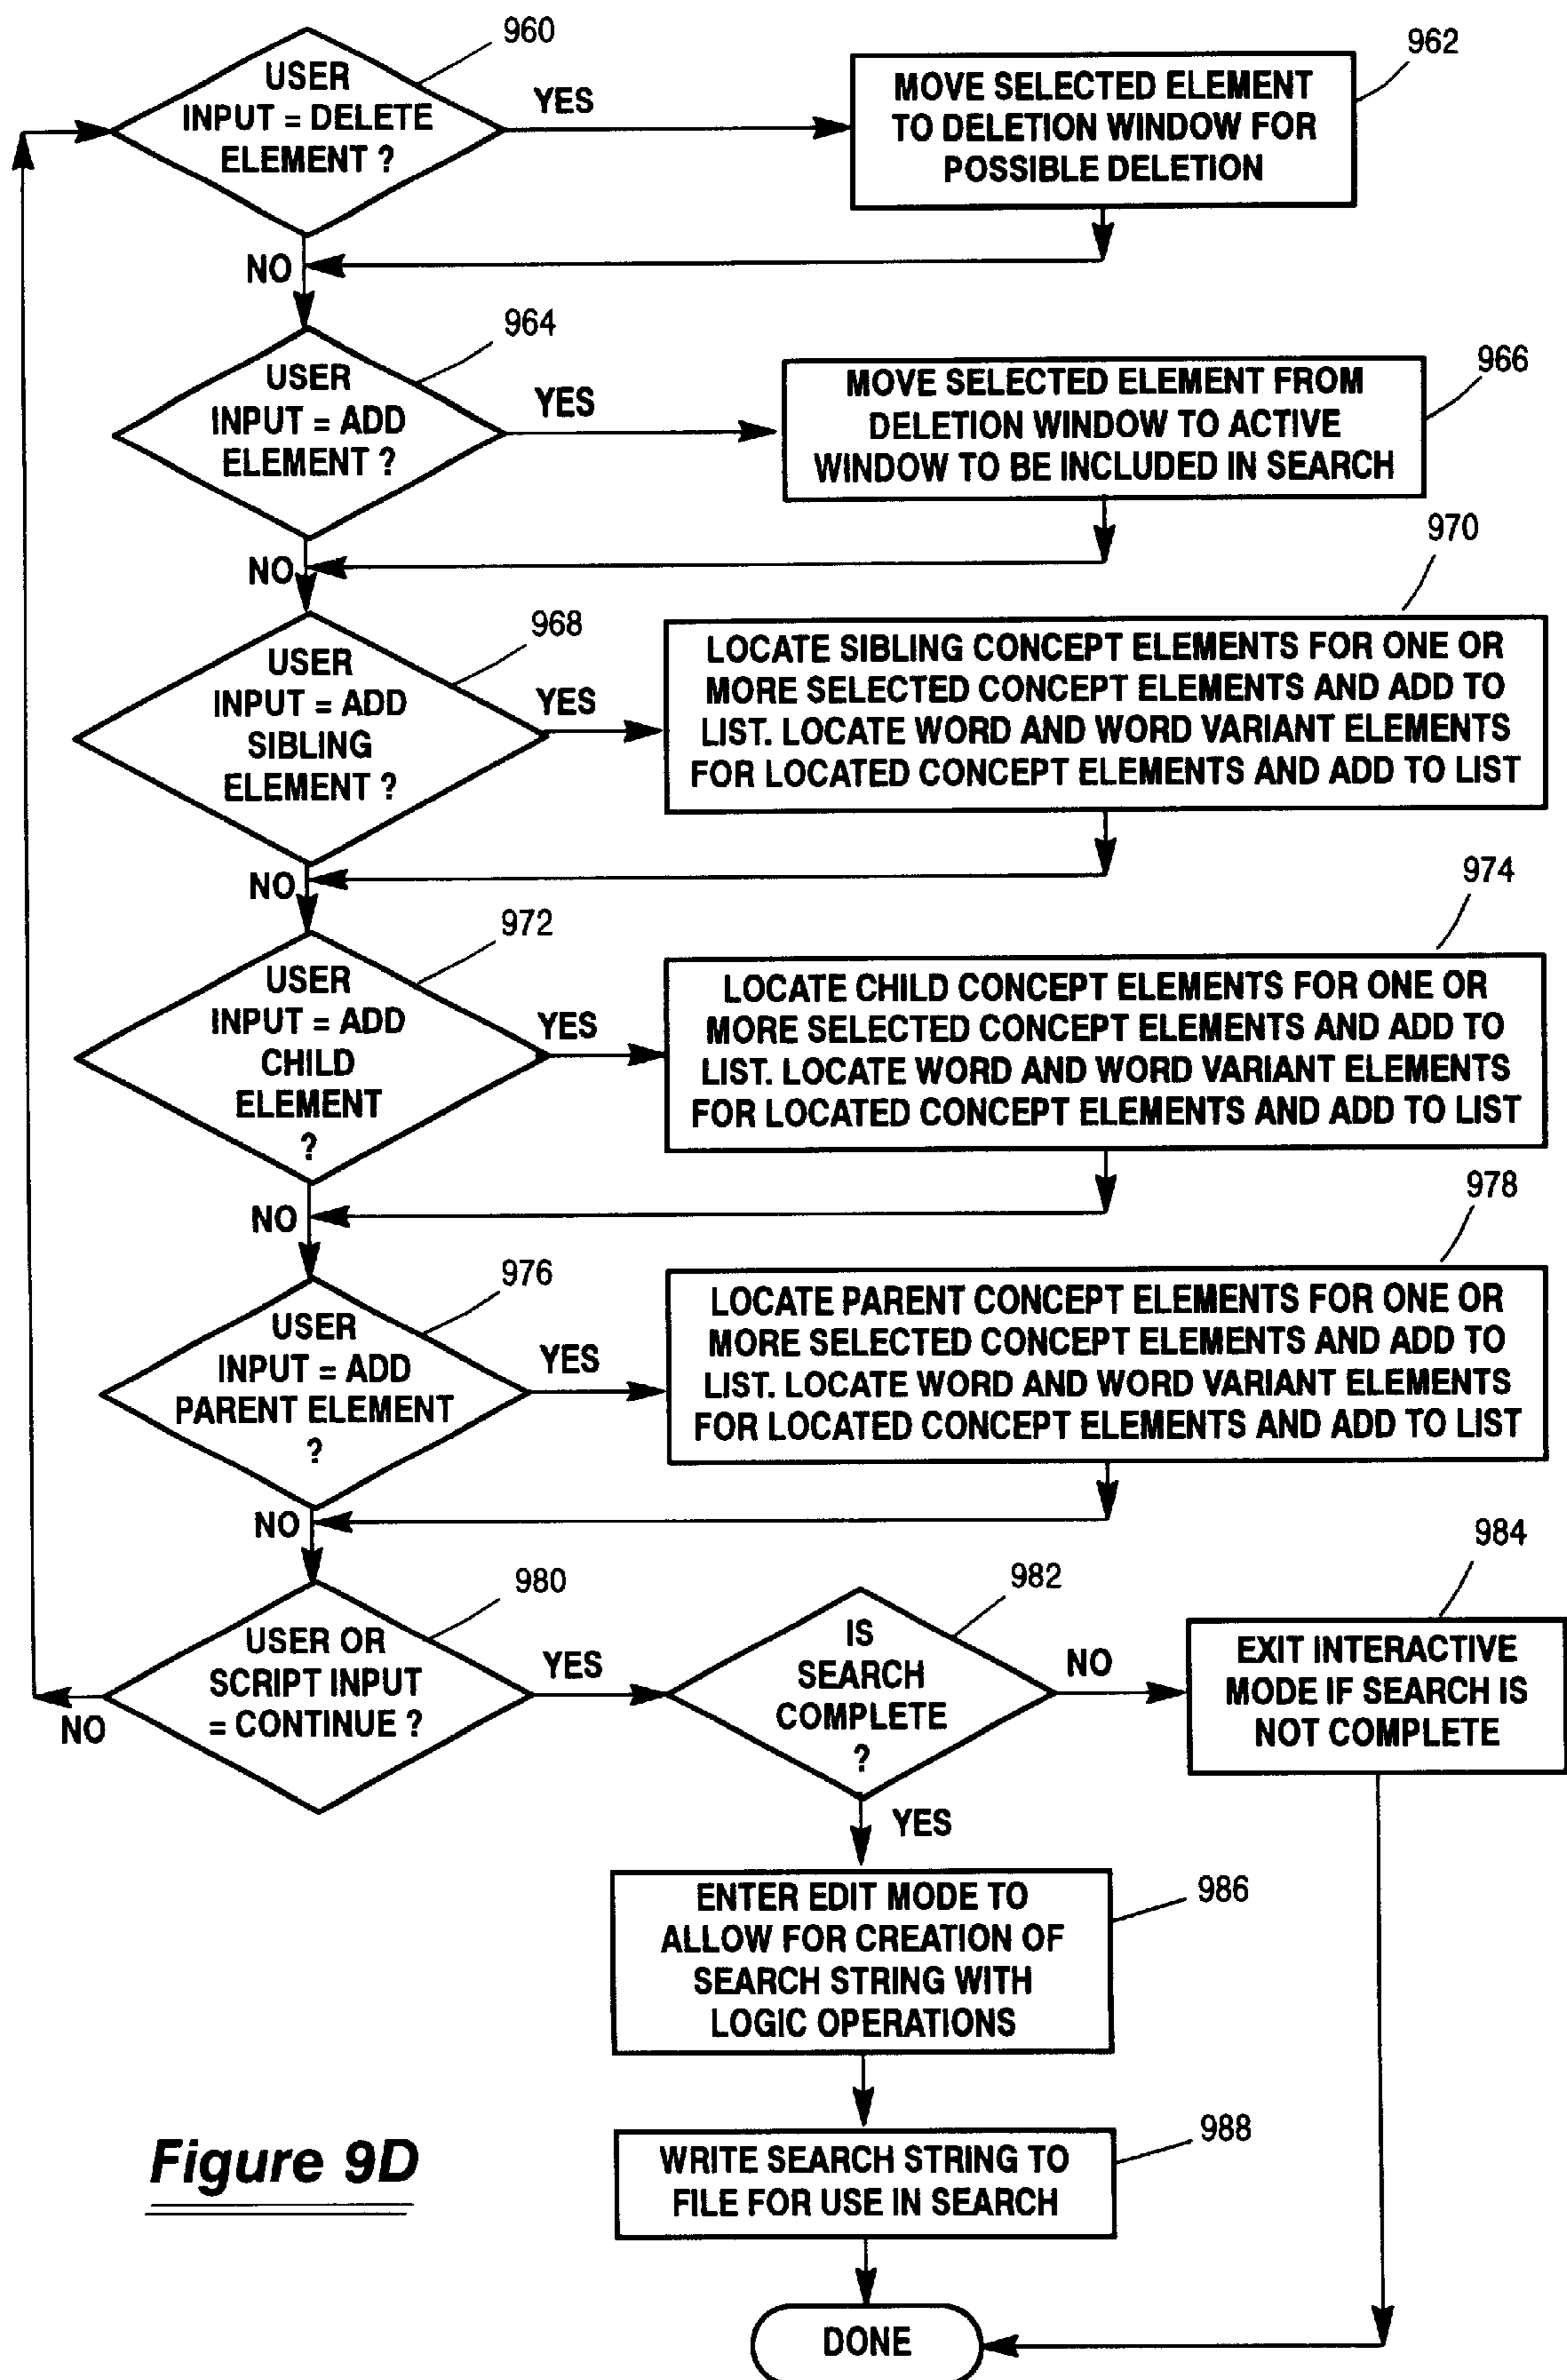 960
USER
INPUT = DELETE
ELEMENT ?
YES
NO
962
MOVE SELECTED ELEMENT
TO DELETION WINDOW FOR
POSSIBLE DELETION
964
USER
INPUT = ADD
ELEMENT ?
YES
NO
966
MOVE SELECTED ELEMENT FROM
DELETION WINDOW TO ACTIVE
WINDOW TO BE INCLUDED IN SEARCH
968
USER
INPUT = ADD
SIBLING
ELEMENT ?
YES
NO
970
LOCATE SIBLING CONCEPT ELEMENTS FOR ONE OR
MORE SELECTED CONCEPT ELEMENTS AND ADD TO
LIST. LOCATE WORD AND WORD VARIANT ELEMENTS
FOR LOCATED CONCEPT ELEMENTS AND ADD TO LIST
972
USER
INPUT = ADD
CHILD
ELEMENT
?
YES
NO
974
LOCATE CHILD CONCEPT ELEMENTS FOR ONE OR
MORE SELECTED CONCEPT ELEMENTS AND ADD TO
LIST. LOCATE WORD AND WORD VARIANT ELEMENTS
FOR LOCATED CONCEPT ELEMENTS AND ADD TO LIST
976
USER
INPUT = ADD
PARENT ELEMENT
?
YES
NO
978
LOCATE PARENT CONCEPT ELEMENTS FOR ONE OR
MORE SELECTED CONCEPT ELEMENTS AND ADD TO
LIST. LOCATE WORD AND WORD VARIANT ELEMENTS
FOR LOCATED CONCEPT ELEMENTS AND ADD TO LIST
980
USER OR
SCRIPT INPUT
= CONTINUE ?
NO
YES
982
IS
SEARCH
COMPLETE
?
NO
YES
984
EXIT INTERACTIVE
MODE IF SEARCH IS
NOT COMPLETE
986
ENTER EDIT MODE TO
ALLOW FOR CREATION OF
SEARCH STRING WITH
LOGIC OPERATIONS
988
WRITE SEARCH STRING TO
FILE FOR USE IN SEARCH
DONE
Figure 9D